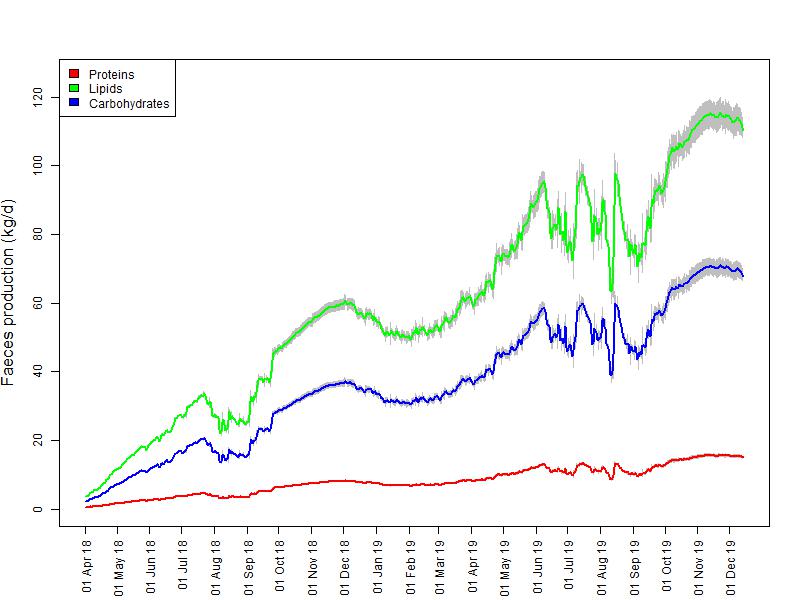 Proteins
Lipids
Carbohydrates
Faeces production (kg/d)
120
100
80
60
40
20
0
01 Apr 18
01 May 18
01 Jun 18
01 Jul 18
01 Aug 18
01 Sep 18
01 Oct 18
01 Nov 18
01 Dec 18
01 Jan 19
01 Feb 19
01 Mar 19
01 Apr 19
01 May 19
01 Jun 19
01 Jul 19
01 Aug 19
01 Sep 19
01 Oct 19
01 Nov 19
01 Dec 19